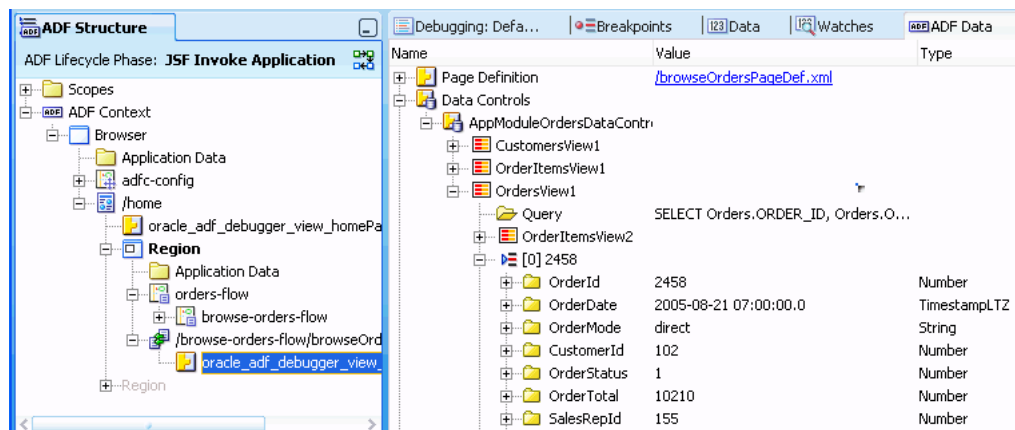 ADF Structure
ADF Lifecycle Phase: JSF Invoke Application
Scopes
ADF ADF Context
Browser
Application Data
adfc-config
/home
oracle_adf_debugger_view_homePa
Region
Application Data
orders-flow
browse-orders-flow
/browse-orders-flow/browseOrd
oracle_adf_debugger_view_
Region
Debugging: Defa... Breakpoints Data Watches ADF ADF Data
Name Value Type
Page Definition /browseOrdersPageDef.xml
Data Controls
AppModuleOrdersDataContr
CustomersView1
OrderItemsView1
OrdersView1
Query SELECT Orders.ORDER_ID, Orders.O...
OrderItemsView2
[0] 2458
OrderId 2458 Number
OrderDate 2005-08-21 07:00:00.0 TimestampLTZ
OrderMode direct String
CustomerId 102 Number
OrderStatus 1 Number
OrderTotal 10210 Number
SalesRepId 155 Number